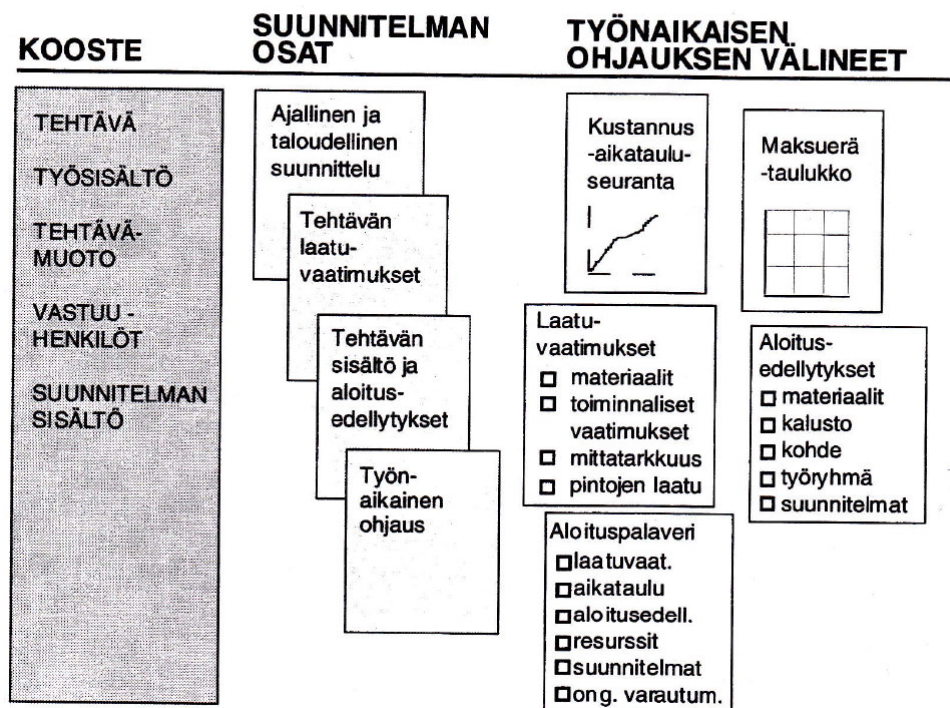 KOOSTE
SUUNNITELMAN
OSAT
TYÖNAIKAISEN
OHJAUKSEN VÄLINEET
TEHTÄVÄ
TYÖSISÄLTÖ
TEHTÄVÄ-
MUOTO
VASTUU -
HENKILÖT
SUUNNITELMAN
SISÄLTÖ
Ajallinen ja
taloudellinen
suunnittelu
Tehtävän
laatu-
vaatimukset
Tehtävän
sisältö ja
aloitus-
edellytykset
Työn-
aikainen
ohjaus
Kustannus
-aikataulu-
seuranta
Maksuerä
-taulukko
Laatu-
vaatimukset
materiaalit
toiminnaliset
vaatimukset
mittatarkkuus
pintojen laatu
Aloitus-
edellytykset
materiaalit
kalusto
kohde
työryhmä
suunnitelmat
Aloituspalaveri
laatuvaat.
aikataulu
aloitusedell.
resurssit
suunnitelmat
ong. varautum.